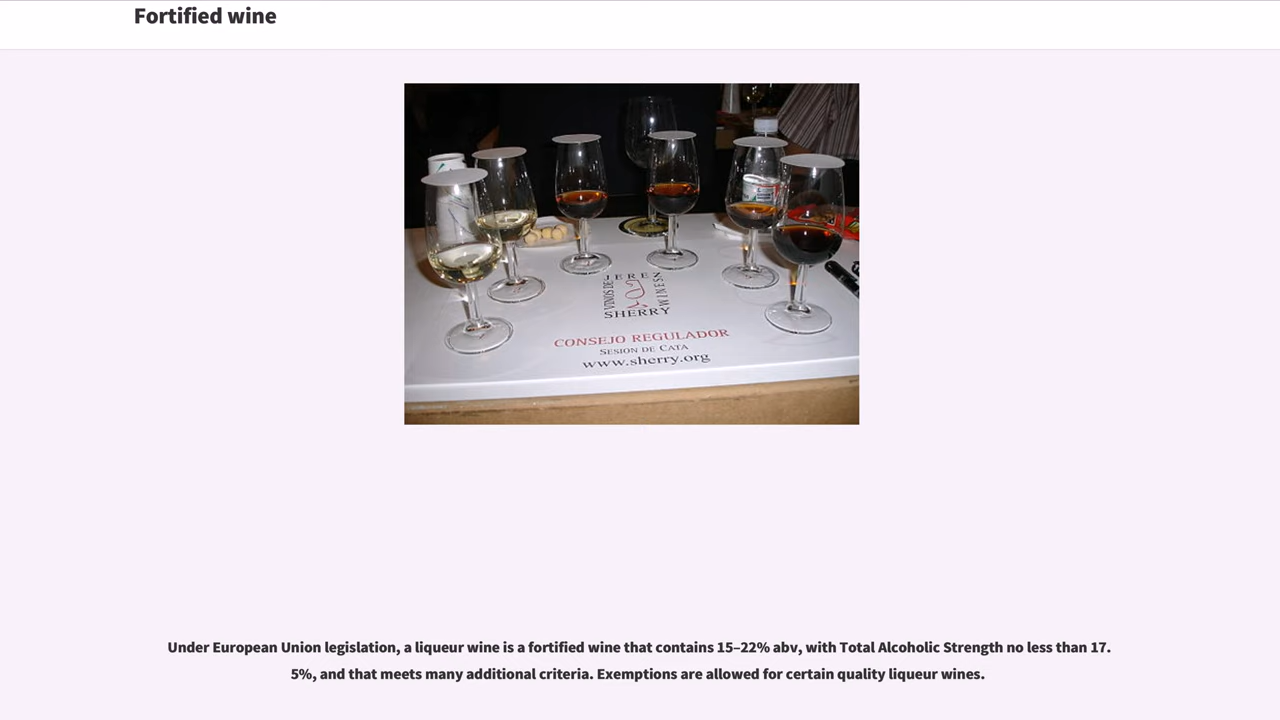 Fortified wine
JEREZ
VINOS DE
WINES
SHERRY
CONSEJO REGULADOR
SESION DE CATA
www.sherry.org
Under European Union legislation, a liqueur wine is a fortified wine that contains 15–22% abv, with Total Alcoholic Strength no less than 17.
5%, and that meets many additional criteria. Exemptions are allowed for certain quality liqueur wines.